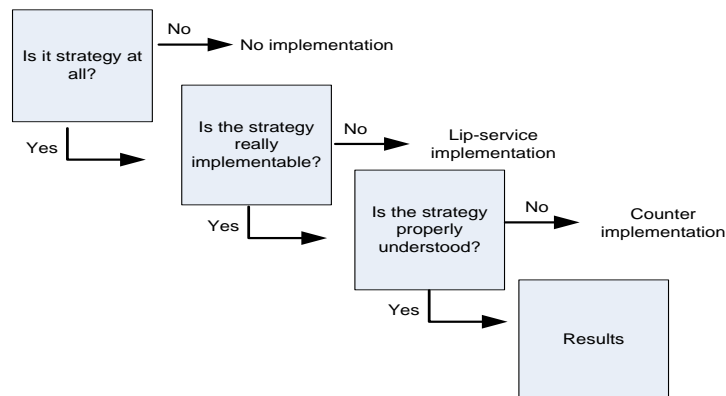 Is it strategy at
all?
No
No implementation
Yes
Is the strategy
really
implementable?
No
Lip-service
implementation
Yes
Is the strategy
properly
understood?
No
Counter
implementation
Yes
Results